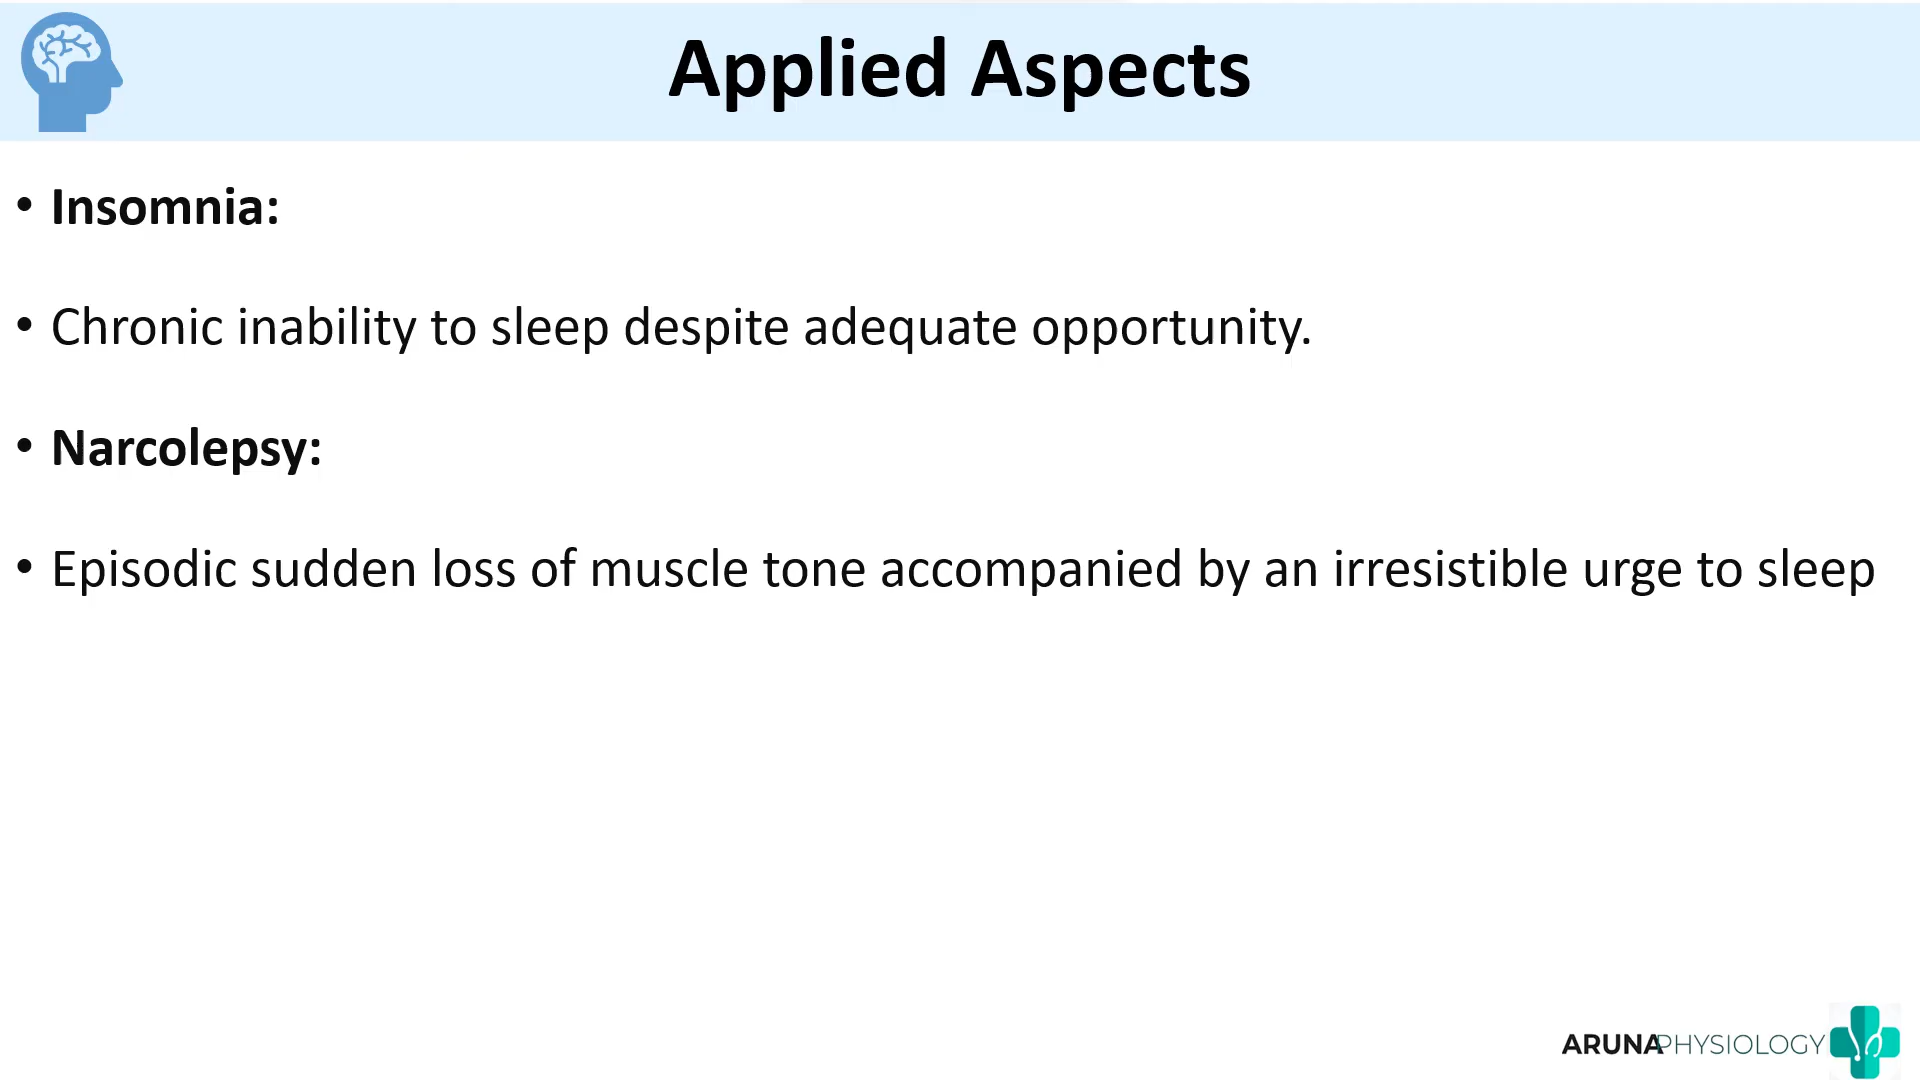 Applied Aspects
• Insomnia:
• Chronic inability to sleep despite adequate opportunity.
• Narcolepsy:
• Episodic sudden loss of muscle tone accompanied by an irresistible urge to sleep
ARUNAPHYSIOLOGY